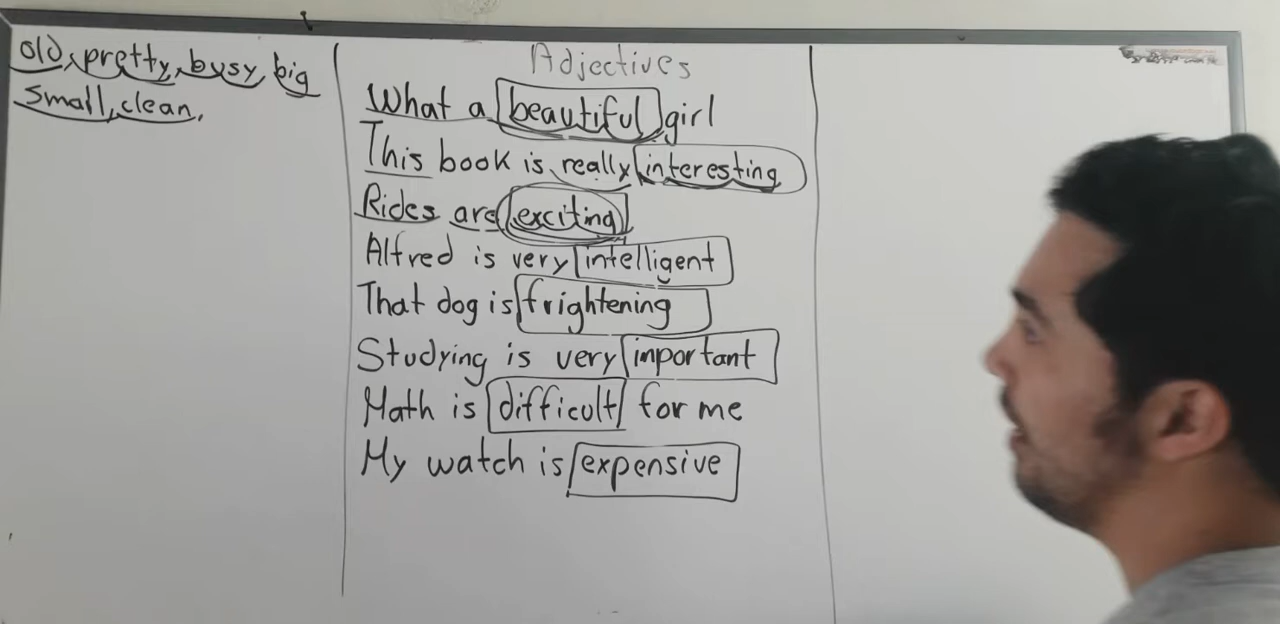 old, pretty, busy, big
small, clean,
Adjectives
What a beautiful girl
This book is really interesting
Rides are exciting
Alfred is very intelligent
That dog is frightening
Studying is very inportant
Math is difficult for me
My watch is expensive